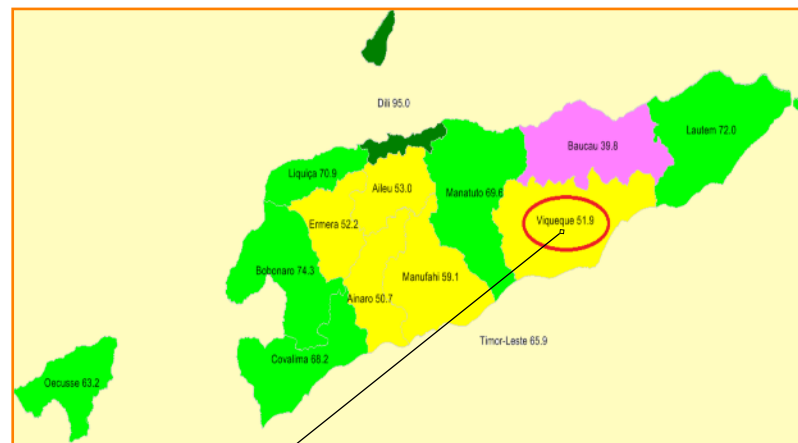 Dili 95.0
Lautem 72.0
Baucau 39.8
Liquiça 70.9
Aileu 53.0
Manatuto 69.6
Viqueque 51.9
Ermera 52.2
Bobonaro 74.3
Manufahi 59.1
Ainaro 50.7
Timor-Leste 65.9
Covalima 68.2
Oecusse 63.2